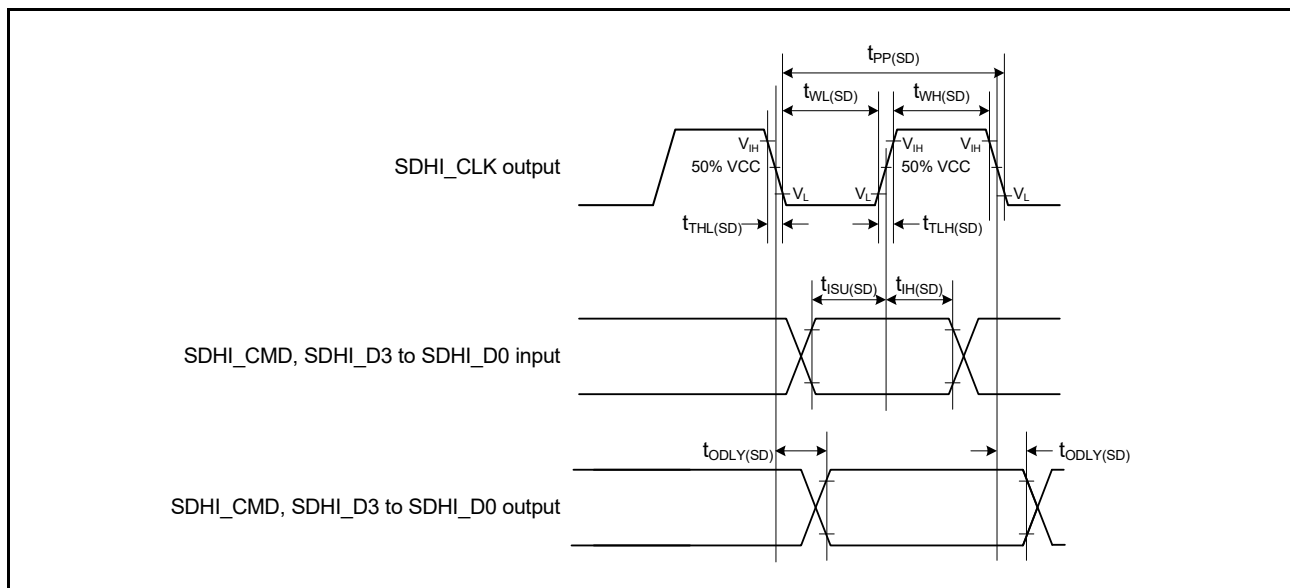 tPP(SD)
tWL(SD) tWH(SD)
VIH VIH VIH
SDHI_CLK output 50% VCC 50% VCC
VL VL VL
tTHL(SD) tTLH(SD)
tISU(SD) tIH(SD)
SDHI_CMD, SDHI_D3 to SDHI_D0 input
tODLY(SD) tODLY(SD)
SDHI_CMD, SDHI_D3 to SDHI_D0 output